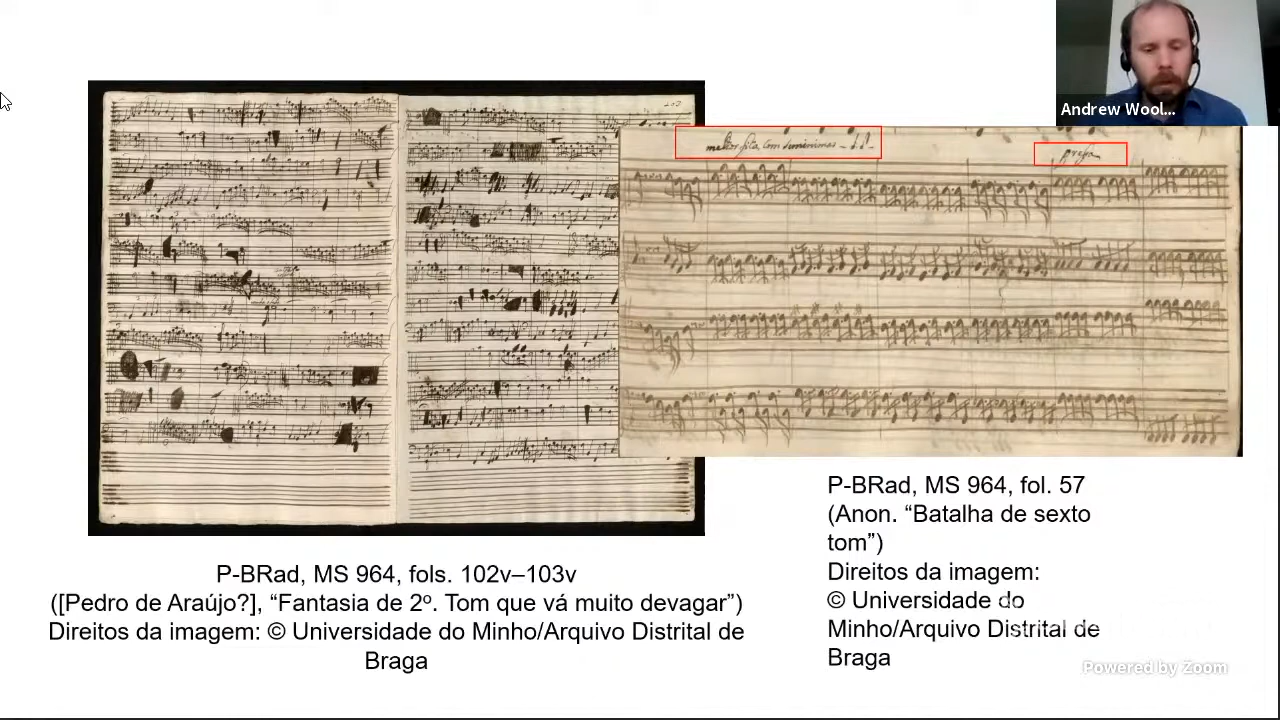 Andrew Wool...
P-BRad, MS 964, fols. 102v–103v
([Pedro de Araújo?], “Fantasia de 2º. Tom que vá muito devagar”)
Direitos da imagem: © Universidade do Minho/Arquivo Distrital de
Braga
P-BRad, MS 964, fol. 57
(Anon. “Batalha de sexto
tom”)
Direitos da imagem:
© Universidade do
Minho/Arquivo Distrital de
Braga
Powered by Zoom